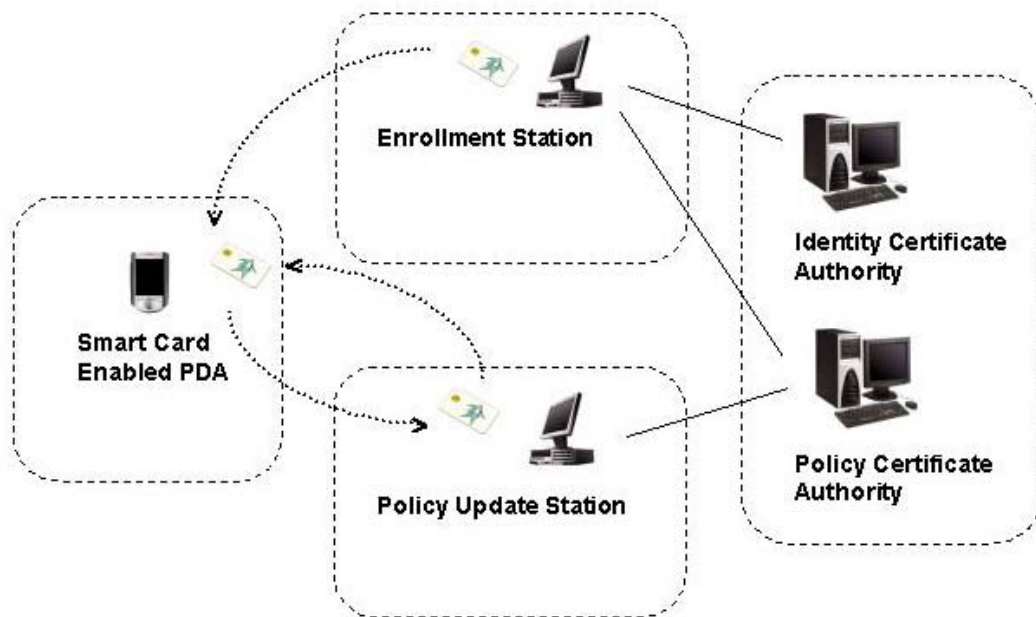 Enrollment Station
Identity Certificate
Authority
Smart Card
Enabled PDA
Policy Update Station
Policy Certificate
Authority